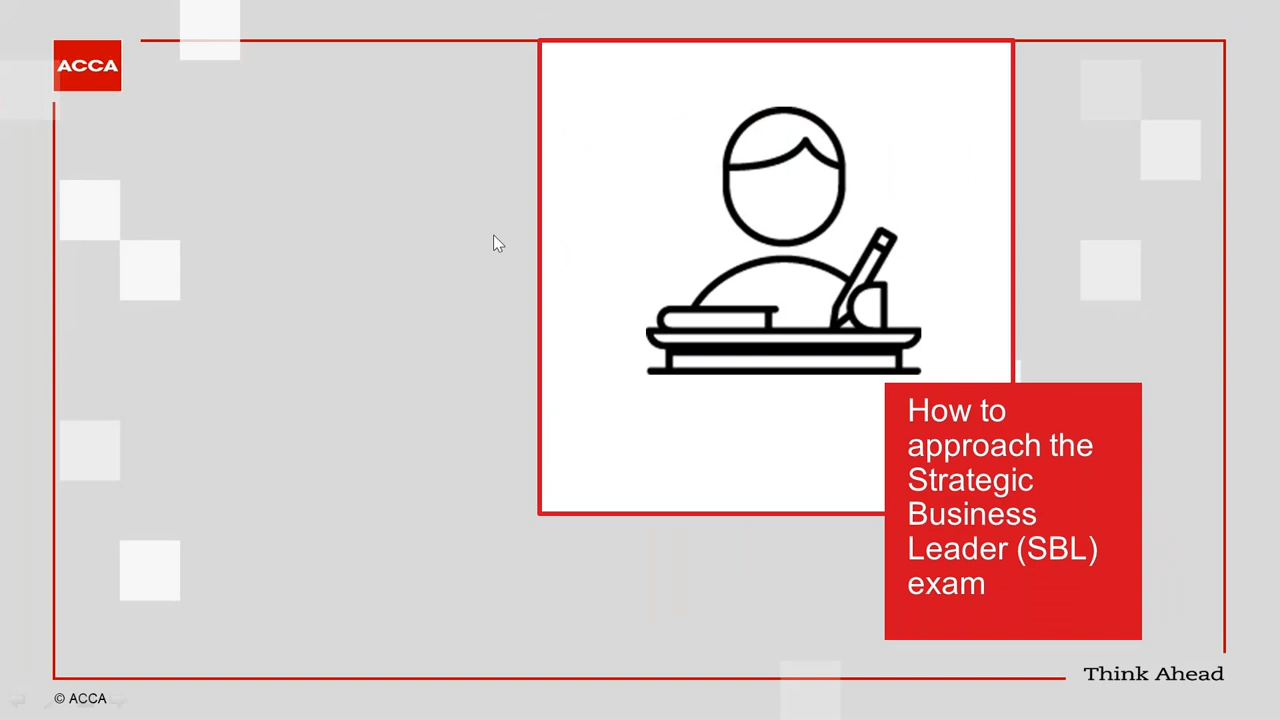 ACCA
How to
approach the
Strategic
Business
Leader (SBL)
exam
Think Ahead
© ACCA